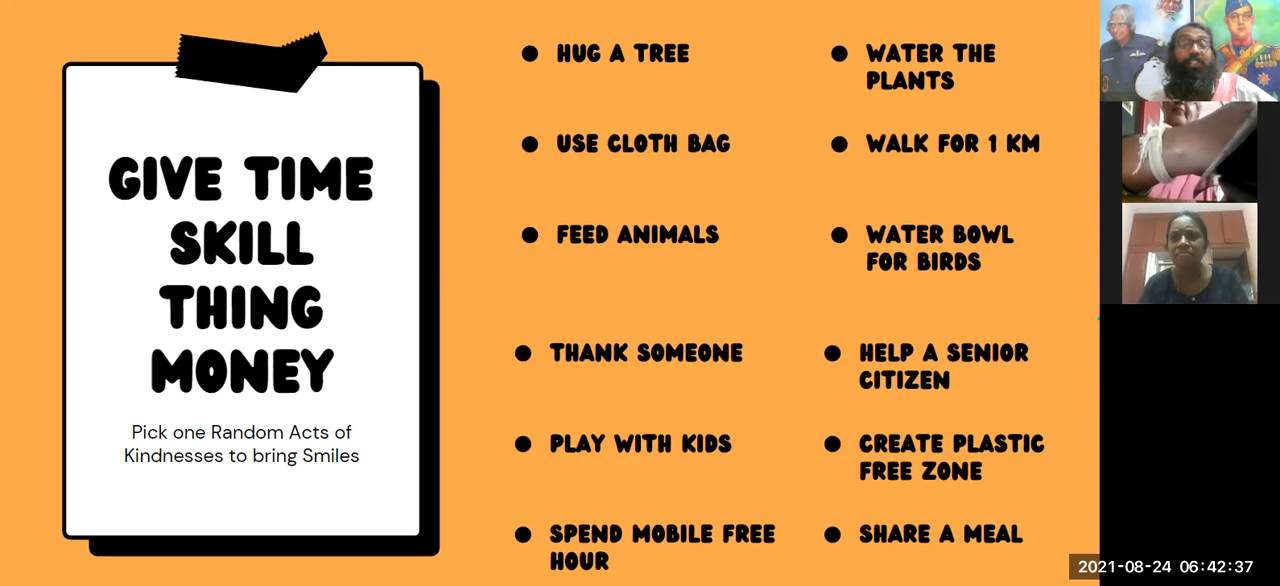 GIVE TIME
SKILL
THING
MONEY
Pick one Random Acts of
Kindnesses to bring Smiles
HUG A TREE
USE CLOTH BAG
FEED ANIMALS
THANK SOMEONE
PLAY WITH KIDS
SPEND MOBILE FREE
HOUR
WATER THE
PLANTS
WALK FOR 1 KM
WATER BOWL
FOR BIRDS
HELP A SENIOR
CITIZEN
CREATE PLASTIC
FREE ZONE
SHARE A MEAL
2021-08-24 06:42:37